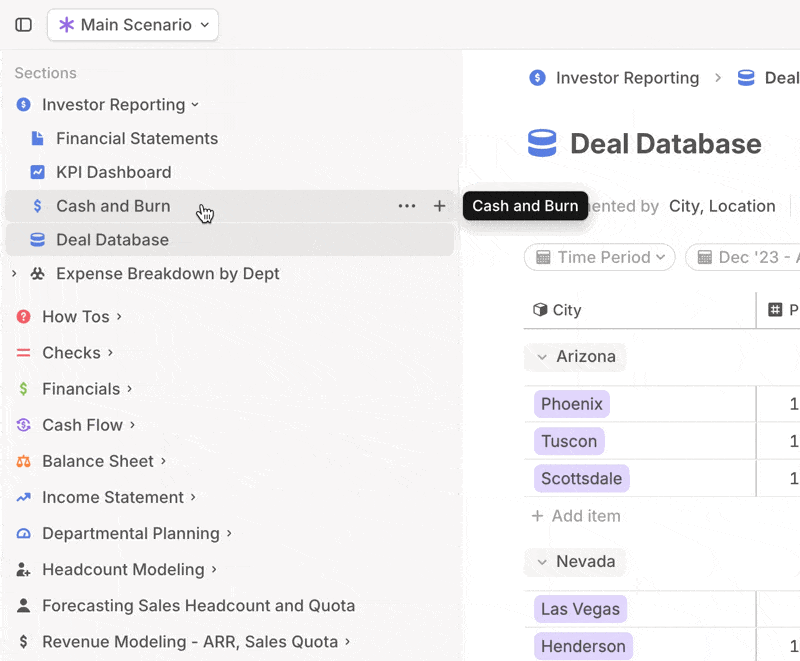 Main Scenario
Sections
Investor Reporting
Financial Statements
KPI Dashboard
Cash and Burn
Deal Database
Expense Breakdown by Dept
How Tos
Checks
Financials
Cash Flow
Balance Sheet
Income Statement
Departmental Planning
Headcount Modeling
Forecasting Sales Headcount and Quota
Revenue Modeling - ARR, Sales Quota
Cash and Burn
Investor Reporting
Deal
Deal Database
ented by City, Location
Time Period
Dec '23 -
City
P
Arizona
Phoenix
1
Tuscon
1
Scottsdale
1
+ Add item
Nevada
Las Vegas
Henderson
1